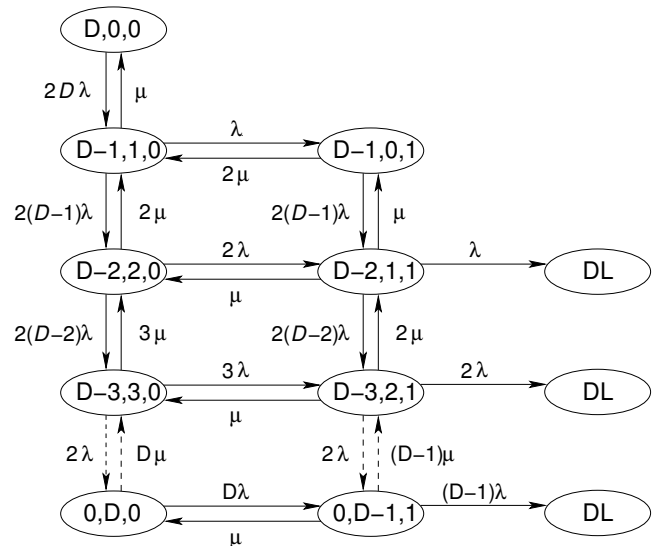 D,0,0
2Dλ μ
λ
D−1,1,0 D−1,0,1
2μ
2(D−1)λ 2μ 2(D−1)λ μ
2λ λ
D−2,2,0 D−2,1,1 DL
μ
2(D−2)λ 3μ 2(D−2)λ 2μ
3λ 2λ
D−3,3,0 D−3,2,1 DL
μ
2λ Dμ 2λ (D−1)μ
Dλ (D−1)λ
0,D,0 0,D−1,1 DL
μ